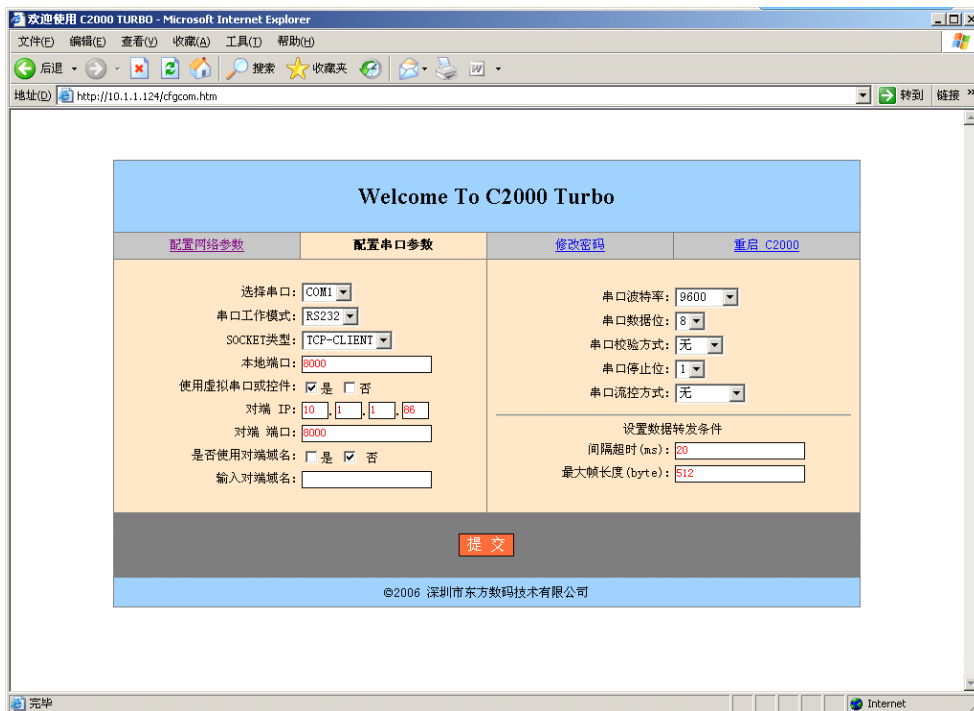 欢迎使用 C2000 TURBO - Microsoft Internet Explorer
文件(F) 编辑(E) 查看(V) 收藏(A) 工具(T) 帮助(H)
后退 搜索 收藏夹
地址(D) http://10.1.1.124/cfgcom.htm 转到 链接 »
Welcome To C2000 Turbo
配置网络参数 配置串口参数 修改密码 重启 C2000
选择串口: COM1
串口工作模式: RS232
SOCKET类型: TCP-CLIENT
本地端口: 8000
使用虚拟串口或控件: 是 否
对端 IP: 10 . 1 . 1 . 86
对端 端口: 8000
是否使用对端域名: 是 否
输入对端域名:
串口波特率: 9600
串口数据位: 8
串口校验方式: 无
串口停止位: 1
串口流控方式: 无
设置数据转发条件
间隔超时(ms): 20
最大帧长度(byte): 512
提 交
©2006 深圳市东方数码技术有限公司
完毕 Internet